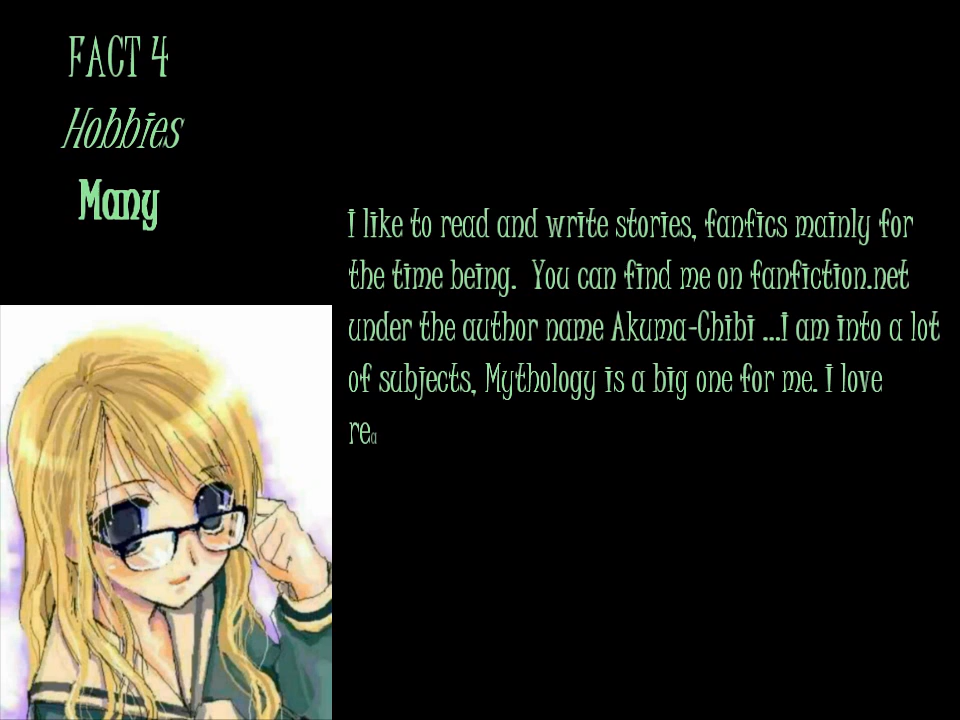 FACT 4
Hobbies
Many
I like to read and write stories, fanfics mainly for
the time being.  You can find me on fanfiction.net
under the author name Akuma-Chibi ...I am into a lot
of subjects, Mythology is a big one for me. I love
rea